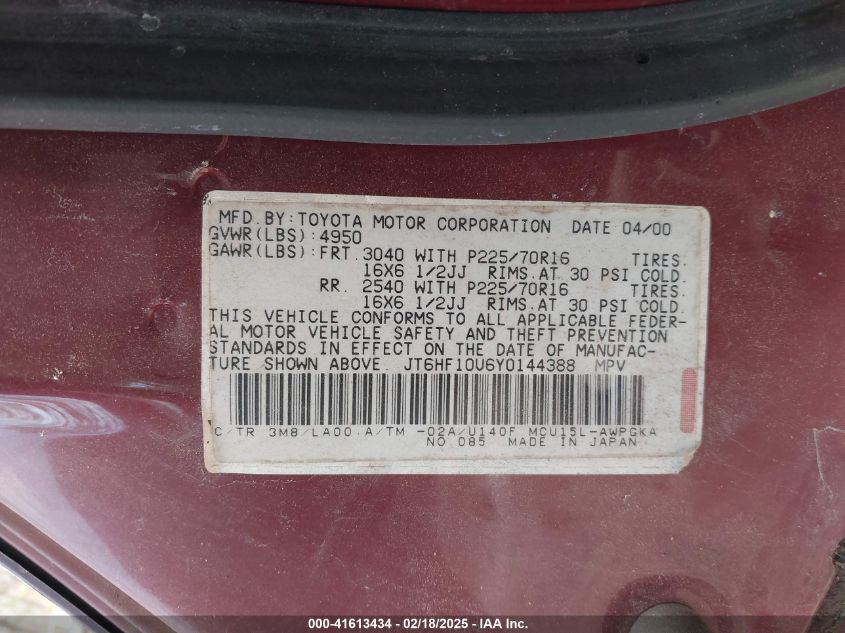 MFD.BY:TOYOTA MOTOR CORPORATION DATE 04/00
GVWR(LBS):4950
GAWR(LBS):FRT.3040 WITH P225/70R16 TIRES.
16X6 1/2JJ RIMS.AT 30 PSI COLD.
RR. 2540 WITH P225/70R16 TIRES.
16X6 1/2JJ RIMS.AT 30 PSI COLD.
THIS VEHICLE CONFORMS TO ALL APPLICABLE FEDER-
AL MOTOR VEHICLE SAFETY AND THEFT PREVENTION
STANDARDS IN EFFECT ON THE DATE OF MANUFAC-
TURE SHOWN ABOVE. JT6HF10U6Y0144388 MPV
C/TR 3M8/LA00.A/TM -02A/U140F MCU15L-AWPGKA
NO.085 MADE IN JAPAN
000-41613434 - 02/18/2025 - IAA Inc.